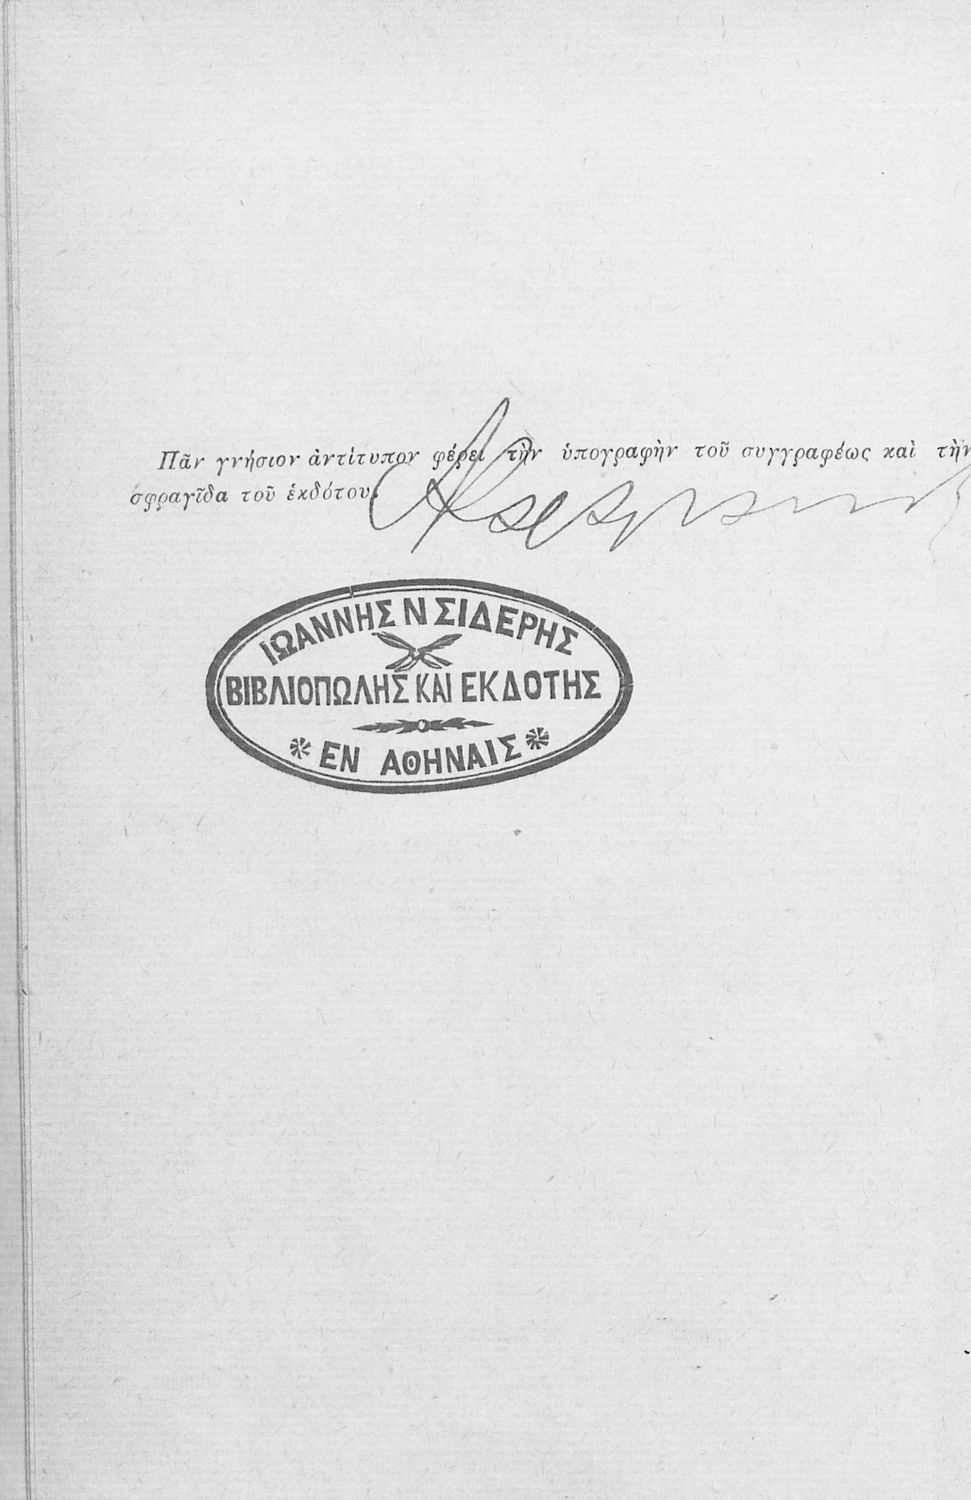 Πᾶν γνήσιον ἀντίτυπον φέρει τὴν ὑπογραφὴν τοῦ συγγραφέως καὶ τὴν
σφραγῖδα τοῦ ἐκδότου.
ΙΩΑΝΝΗΣ Ν ΣΙΔΕΡΗΣ
ΒΙΒΛΙΟΠΩΛΗΣ ΚΑΙ ΕΚΔΟΤΗΣ
ΕΝ ΑΘΗΝΑΙΣ